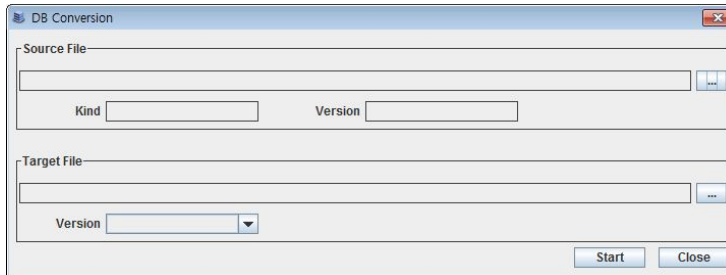 DB Conversion
Source File
...
Kind
Version
Target File
...
Version
Start
Close